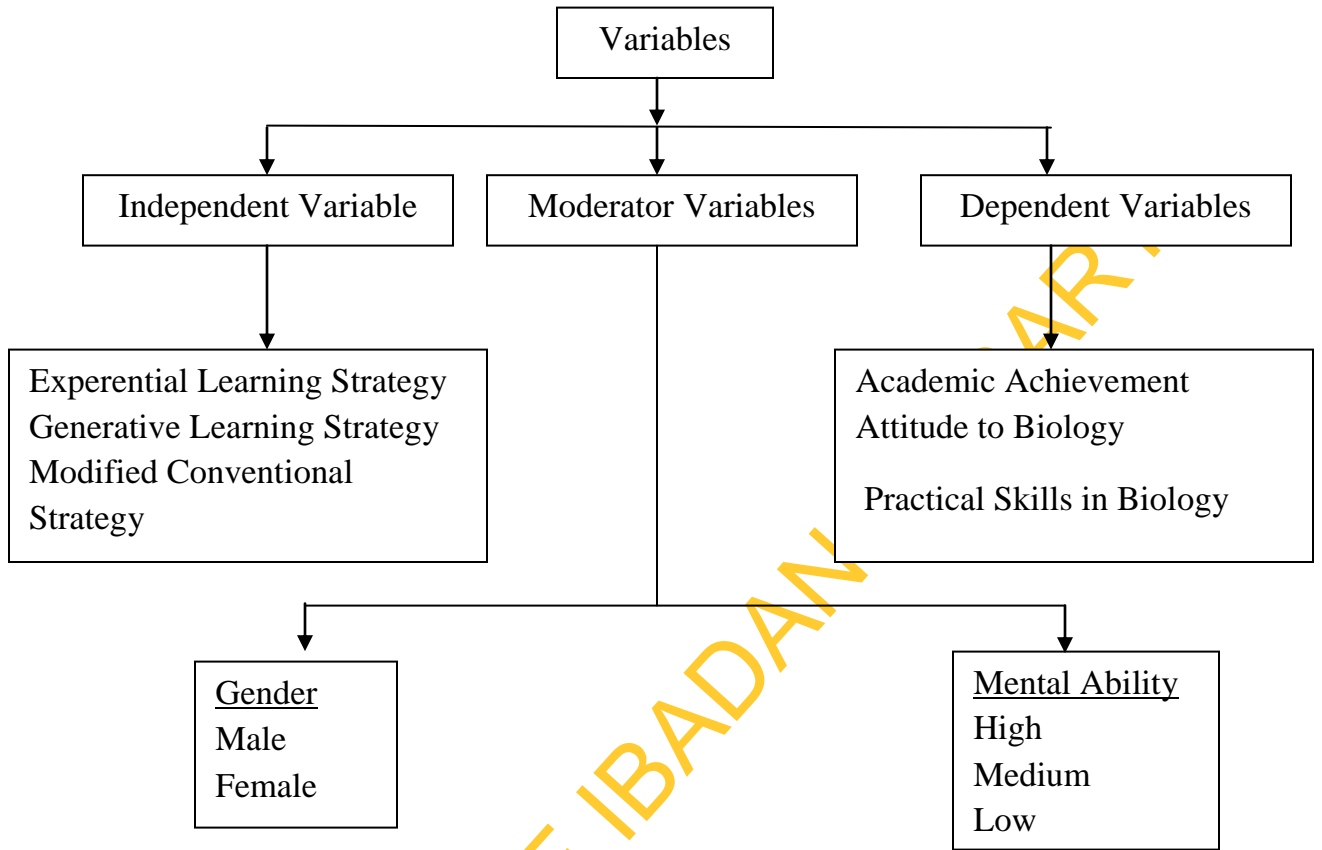 Variables
Independent Variable
Moderator Variables
Dependent Variables
Experential Learning Strategy
Generative Learning Strategy
Modified Conventional
Strategy
Academic Achievement
Attitude to Biology
Practical Skills in Biology
Gender
Male
Female
Mental Ability
High
Medium
Low
IBADAN